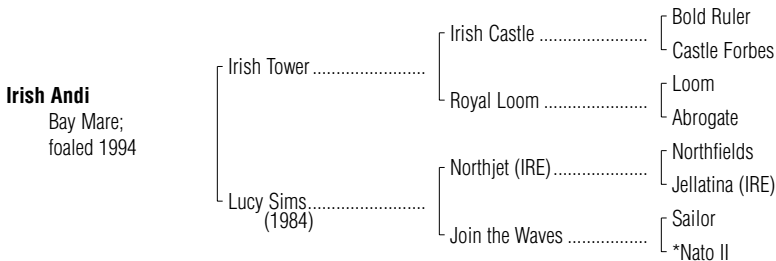 Irish Andi
Bay Mare;
foaled 1994
Irish Tower ........................
Lucy Sims.........................
(1984)
Irish Castle .......................
Royal Loom ......................
Northjet (IRE)....................
Join the Waves .................
Bold Ruler
Castle Forbes
Loom
Abrogate
Northfields
Jellatina (IRE)
Sailor
*Nato II